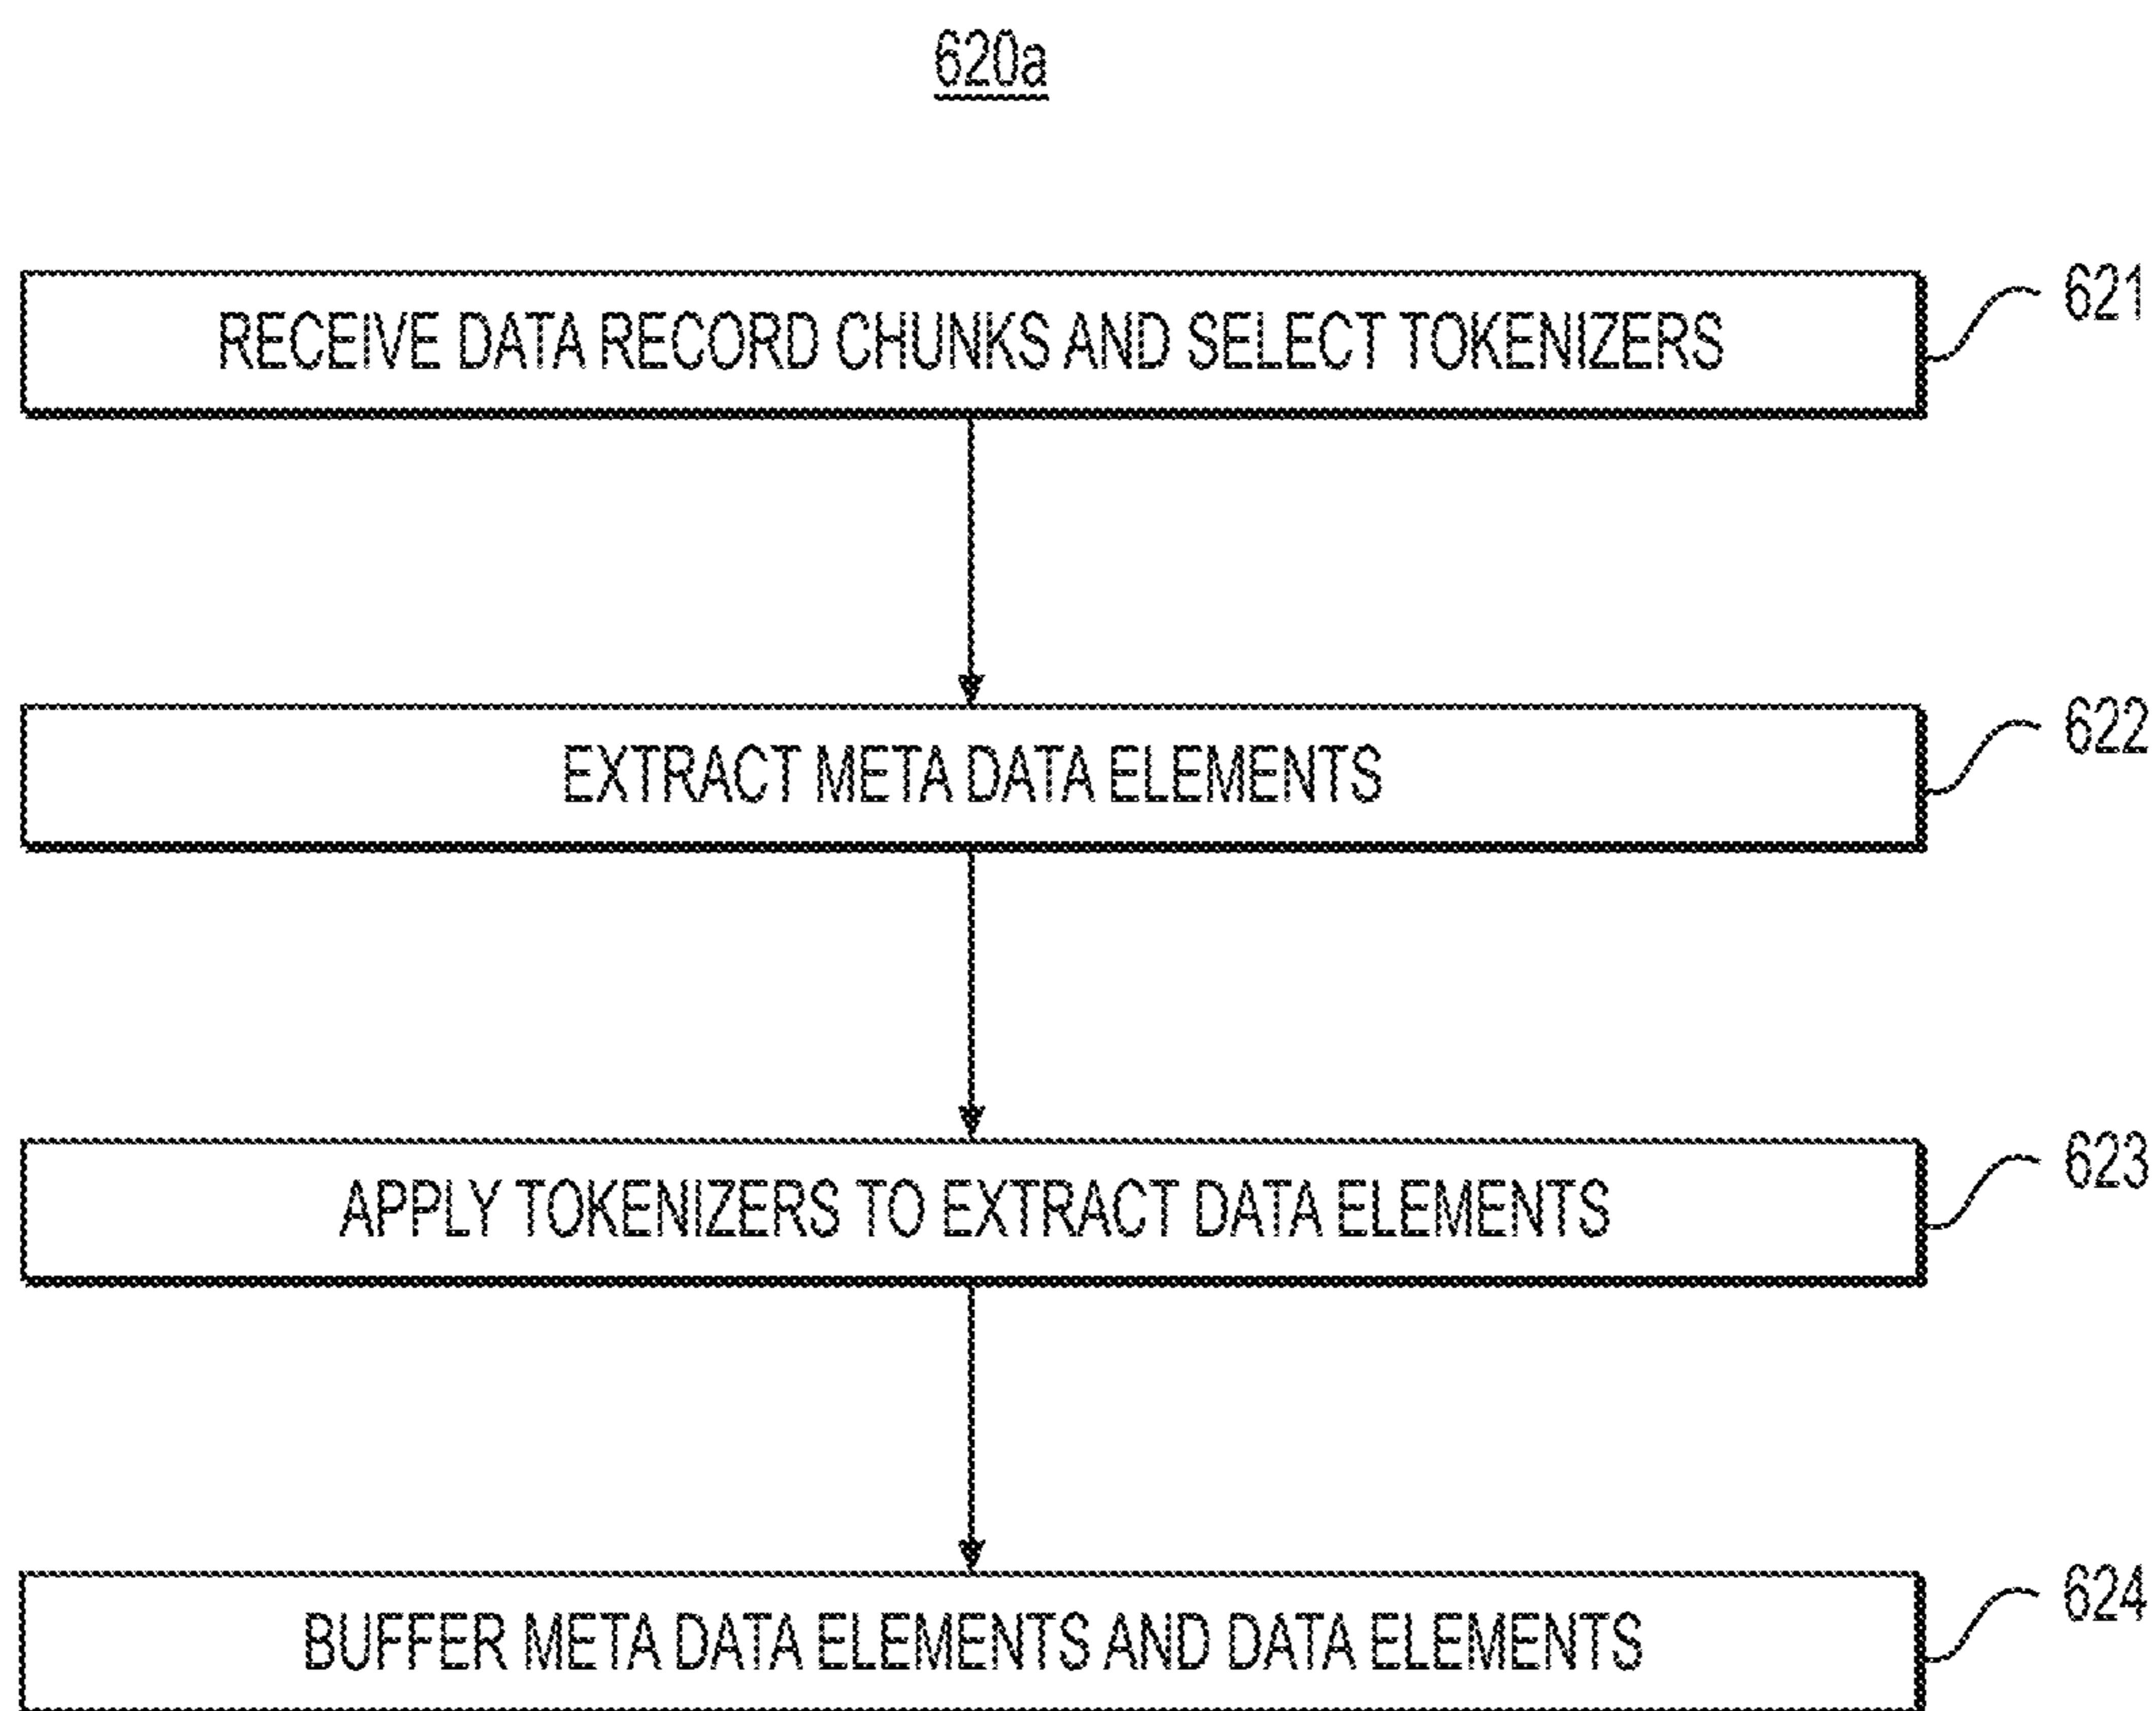 620a
RECEIVE DATA RECORD CHUNKS AND SELECT TOKENIZERS
621
EXTRACT META DATA ELEMENTS
622
APPLY TOKENIZERS TO EXTRACT DATA ELEMENTS
623
BUFFER META DATA ELEMENTS AND DATA ELEMENTS
624